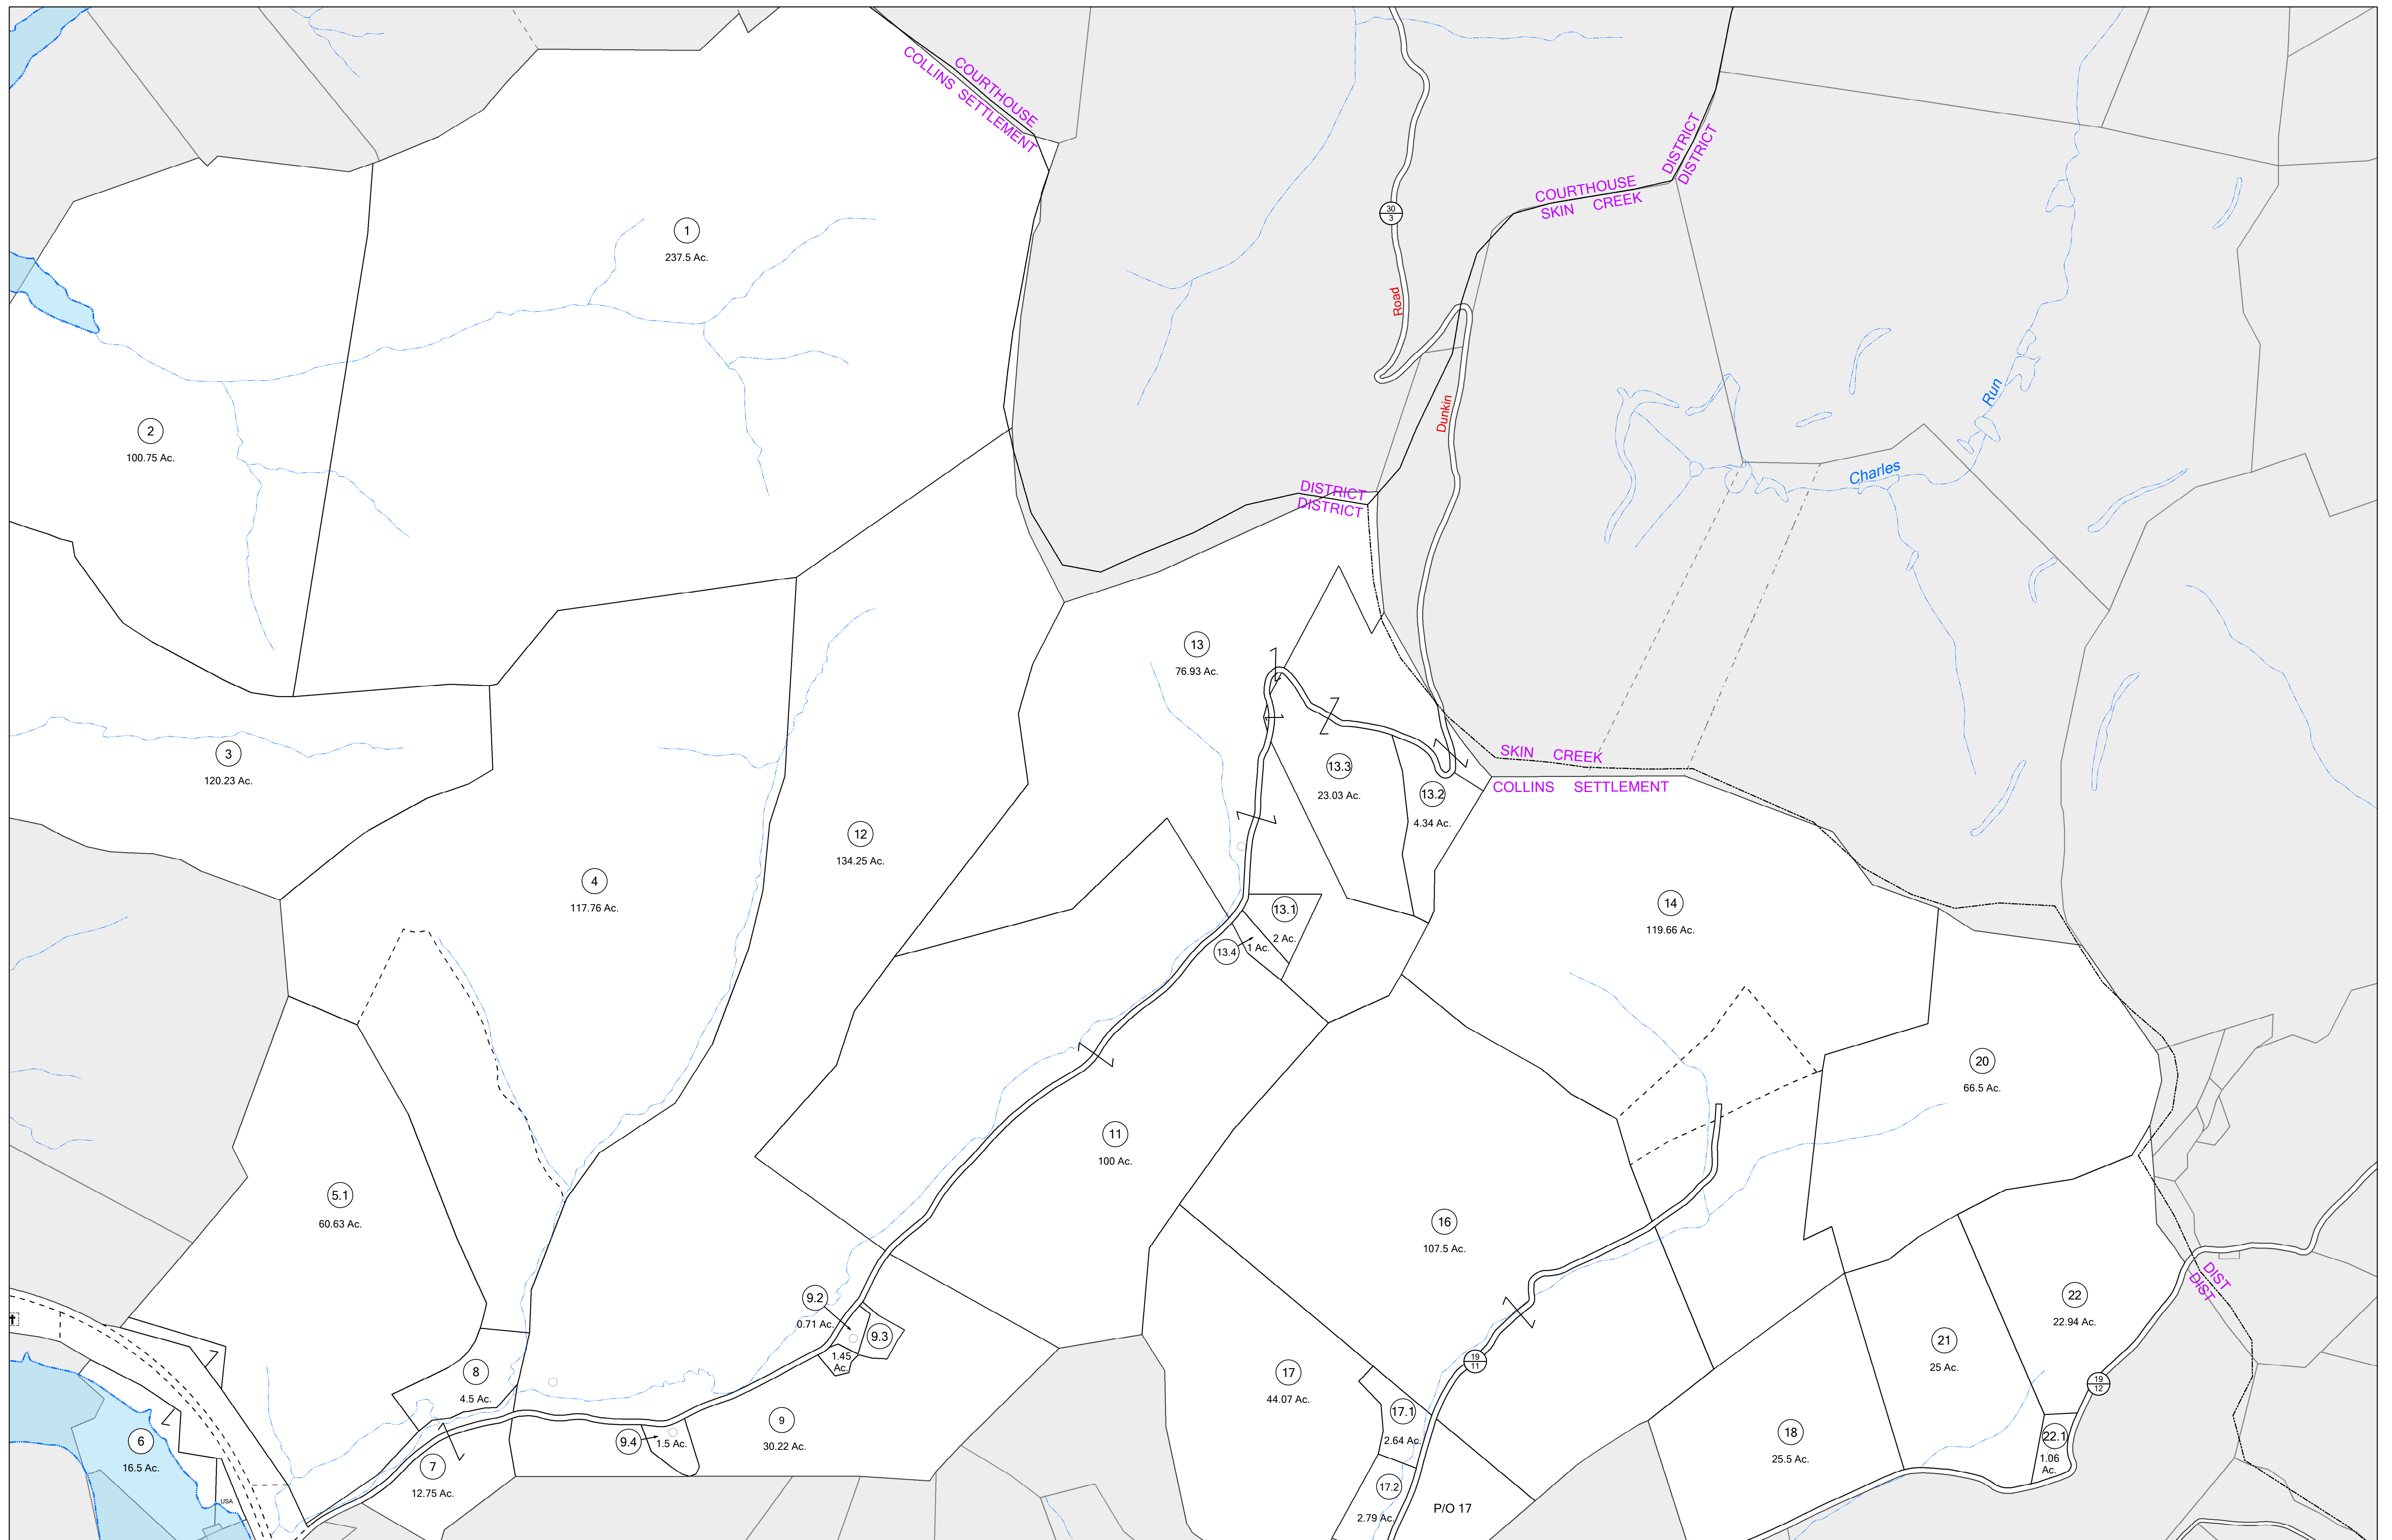 COURTHOUSE
COLLINS SETTLEMENT
DISTRICT
DISTRICT
COURTHOUSE
SKIN CREEK
30
3
1
237.5 Ac.
Road
Dunkin
Run
Charles
2
100.75 Ac.
DISTRICT
DISTRICT
13
76.93 Ac.
3
120.23 Ac.
SKIN CREEK
COLLINS SETTLEMENT
13.3
23.03 Ac.
13.2
4.34 Ac.
12
134.25 Ac.
4
117.76 Ac.
14
119.66 Ac.
13.1
2 Ac.
13.4
1 Ac.
20
66.5 Ac.
11
100 Ac.
5.1
60.63 Ac.
16
107.5 Ac.
DIST
DIST
9.2
0.71 Ac.
9.3
1.45
Ac.
22
22.94 Ac.
21
25 Ac.
19
11
8
4.5 Ac.
17
44.07 Ac.
19
12
17.1
2.64 Ac.
9
30.22 Ac.
9.4
1.5 Ac.
18
25.5 Ac.
22.1
1.06
Ac.
6
16.5 Ac.
7
12.75 Ac.
17.2
2.79 Ac.
P/O 17
USA